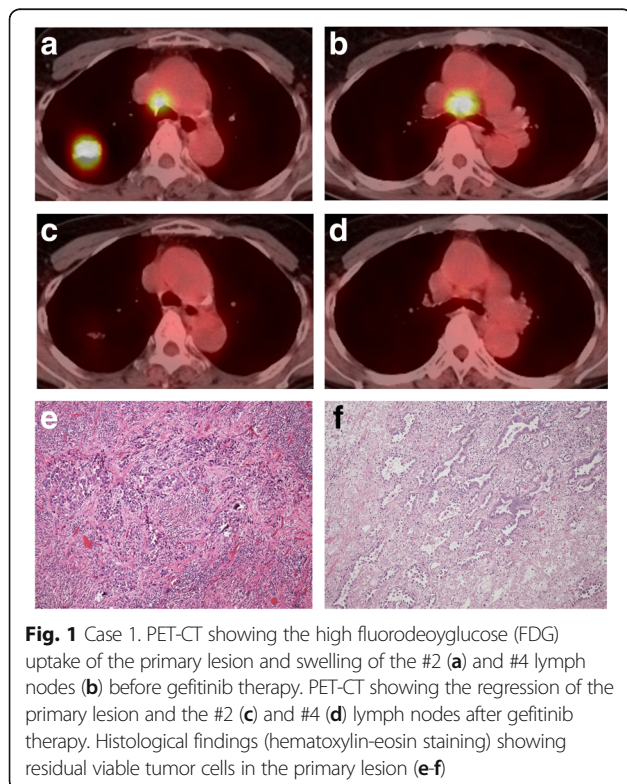 a
b
c
d
e
f
Fig. 1 Case 1. PET-CT showing the high fluorodeoyglucose (FDG)
uptake of the primary lesion and swelling of the #2 (a) and #4 lymph
nodes (b) before gefitinib therapy. PET-CT showing the regression of the
primary lesion and the #2 (c) and #4 (d) lymph nodes after gefitinib
therapy. Histological findings (hematoxylin-eosin staining) showing
residual viable tumor cells in the primary lesion (e-f)